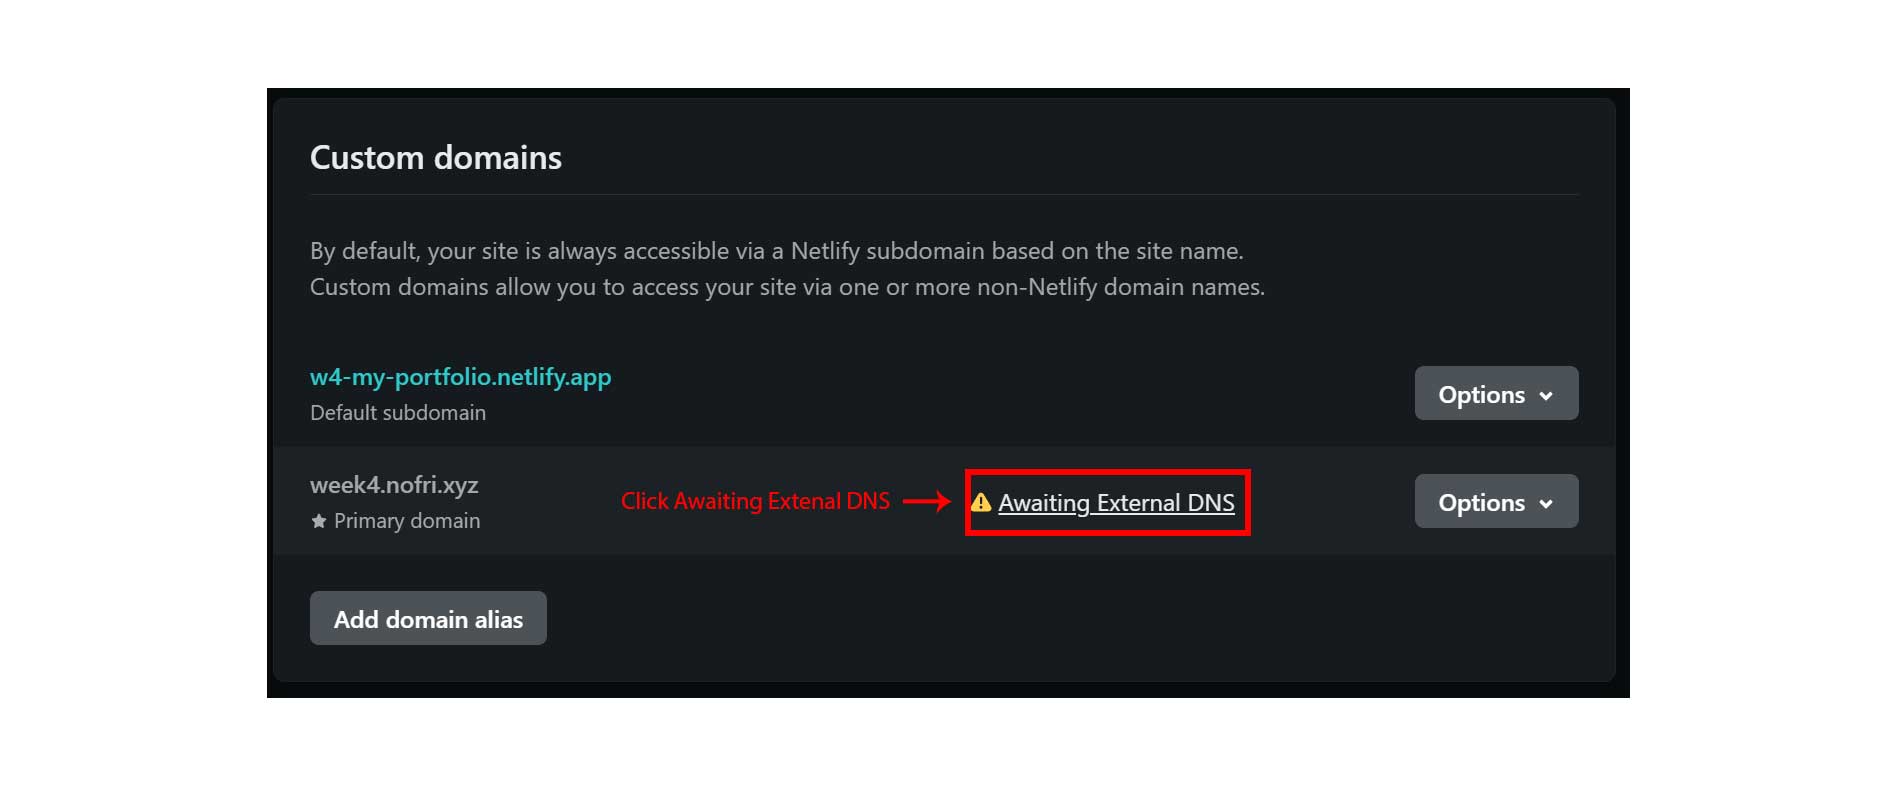 Custom domains
By default, your site is always accessible via a Netlify subdomain based on the site name.
Custom domains allow you to access your site via one or more non-Netlify domain names.
w4-my-portfolio.netlify.app
Default subdomain
Options
week4.nofri.xyz
Primary domain
Click Awaiting Extenal DNS
Awaiting External DNS
Options
Add domain alias